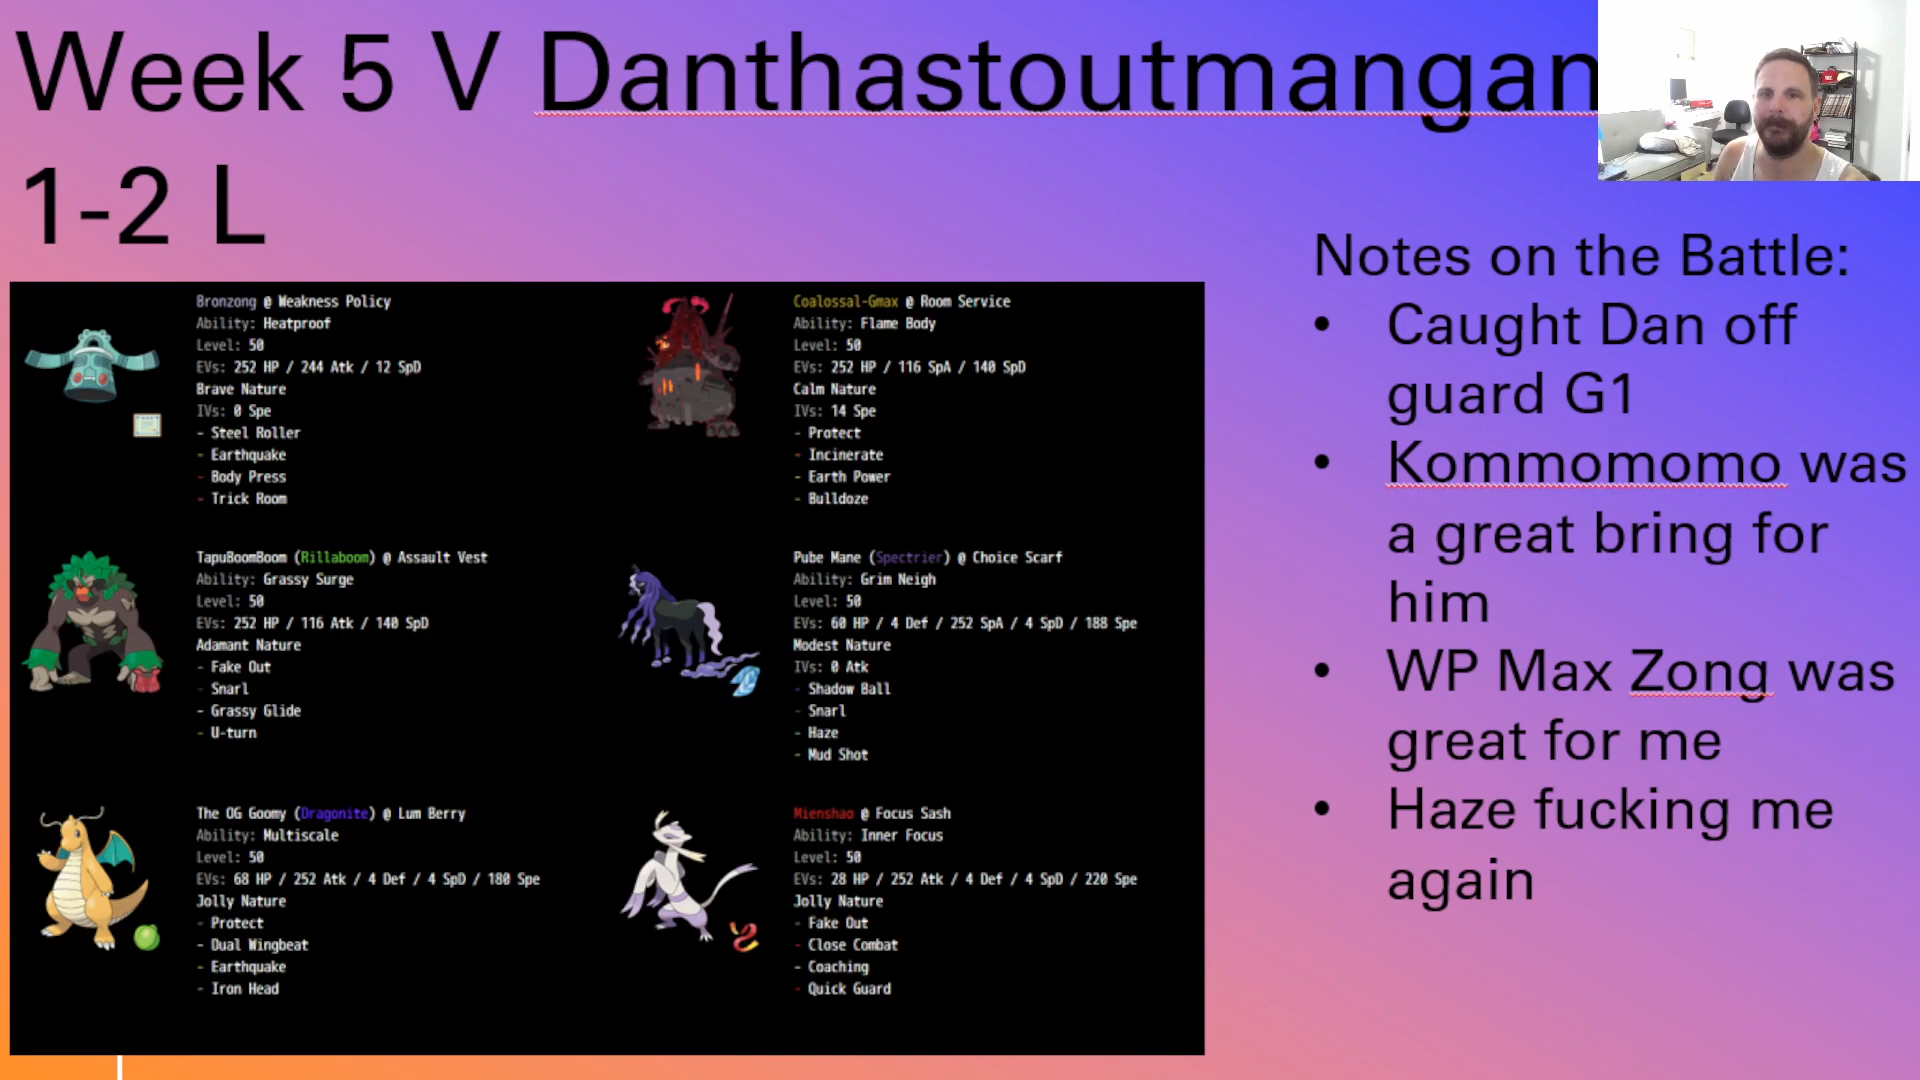 Week 5 V Danthastoutmangan
1-2 L
Bronzong @ Weakness Policy
Ability: Heatproof
Level: 50
EVs: 252 HP / 244 Atk / 12 SpD
Brave Nature
IVs: 0 Spe
- Steel Roller
- Earthquake
- Body Press
- Trick Room
Coalossal-Gmax @ Room Service
Ability: Flame Body
Level: 50
EVs: 252 HP / 116 SpA / 140 SpD
Calm Nature
IVs: 14 Spe
- Protect
- Incinerate
- Earth Power
- Bulldoze
TapuBoomBoom (Rillaboom) @ Assault Vest
Ability: Grassy Surge
Level: 50
EVs: 252 HP / 116 Atk / 140 SpD
Adamant Nature
- Fake Out
- Snarl
- Grassy Glide
- U-turn
Pube Mane (Spectrier) @ Choice Scarf
Ability: Grim Neigh
Level: 50
EVs: 60 HP / 4 Def / 252 SpA / 4 SpD / 188 Spe
Modest Nature
IVs: 0 Atk
- Shadow Ball
- Snarl
- Haze
- Mud Shot
The OG Goomy (Dragonite) @ Lum Berry
Ability: Multiscale
Level: 50
EVs: 68 HP / 252 Atk / 4 Def / 4 SpD / 180 Spe
Jolly Nature
- Protect
- Dual Wingbeat
- Earthquake
- Iron Head
Mienshao @ Focus Sash
Ability: Inner Focus
Level: 50
EVs: 28 HP / 252 Atk / 4 Def / 4 SpD / 220 Spe
Jolly Nature
- Fake Out
- Close Combat
- Coaching
- Quick Guard
Notes on the Battle:
• Caught Dan off
guard G1
• Kommomomo was
a great bring for
him
• WP Max Zong was
great for me
• Haze fucking me
again